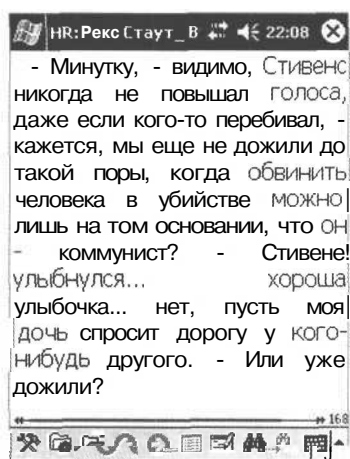 HR:Рекс Стаут_ В 22:08
- Минутку, - видимо, Стивенс
никогда не повышал голоса,
даже если кого-то перебивал, -
кажется, мы еще не дожили до
такой поры, когда обвинить
человека в убийстве можно
лишь на том основании, что он
- коммунист? - Стивене!
улыбнулся... хороша
улыбочка... нет, пусть моя
дочь спросит дорогу у кого-
нибудь другого. - Или уже
дожили?
168